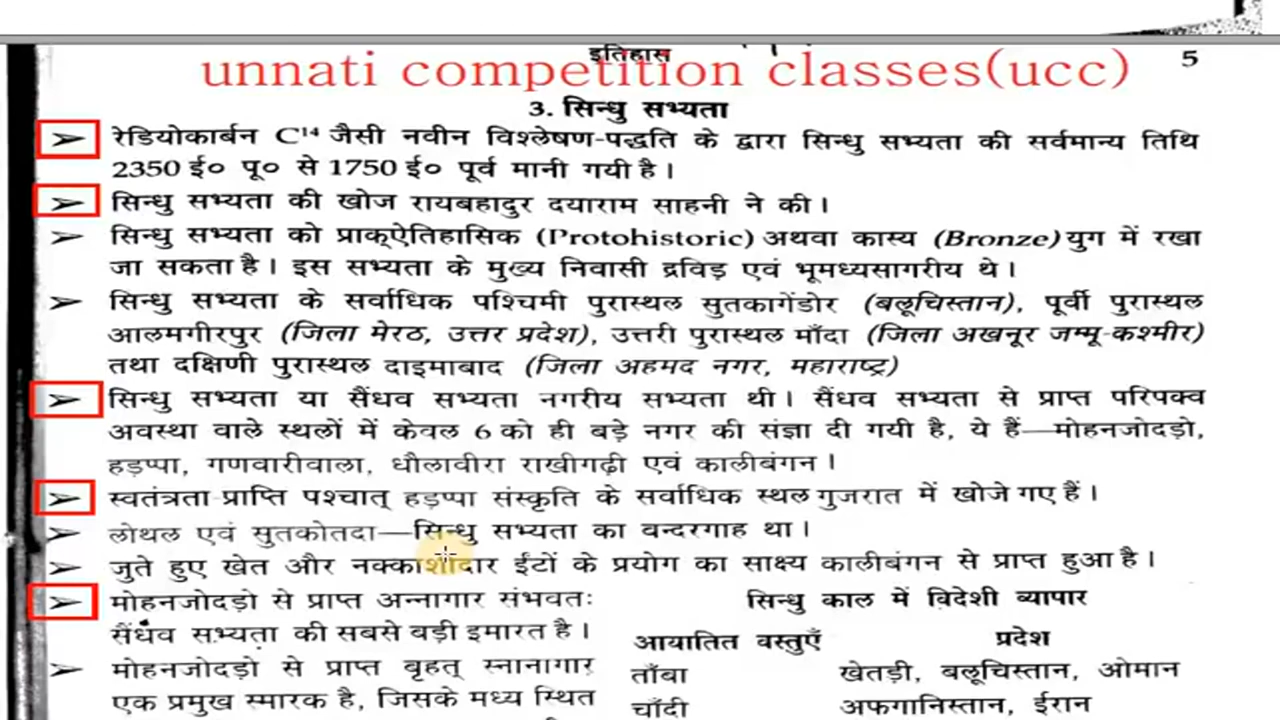 इतिहास
5
unnati competition classes(ucc)
3. सिन्धु सभ्यता
➢ रेडियोकार्बन C¹⁴ जैसी नवीन विश्लेषण-पद्धति के द्वारा सिन्धु सभ्यता की सर्वमान्य तिथि
2350 ई० पू० से 1750 ई० पूर्व मानी गयी है।
➢ सिन्धु सभ्यता की खोज रायबहादुर दयाराम साहनी ने की।
➢ सिन्धु सभ्यता को प्राक्ऐतिहासिक (Protohistoric) अथवा कास्य (Bronze) युग में रखा
जा सकता है। इस सभ्यता के मुख्य निवासी द्रविड़ एवं भूमध्यसागरीय थे।
➢ सिन्धु सभ्यता के सर्वाधिक पश्चिमी पुरास्थल सुतकागेंडोर (बलूचिस्तान), पूर्वी पुरास्थल
आलमगीरपुर (जिला मेरठ, उत्तर प्रदेश), उत्तरी पुरास्थल माँदा (जिला अखनूर जम्मू-कश्मीर)
तथा दक्षिणी पुरास्थल दाइमाबाद (जिला अहमद नगर, महाराष्ट्र)
➢ सिन्धु सभ्यता या सैंधव सभ्यता नगरीय सभ्यता थी। सैंधव सभ्यता से प्राप्त परिपक्व
अवस्था वाले स्थलों में केवल 6 को ही बड़े नगर की संज्ञा दी गयी है, ये हैं—मोहनजोदड़ो,
हड़प्पा, गणवारीवाला, धौलावीरा राखीगढ़ी एवं कालीबंगन।
➢ स्वतंत्रता-प्राप्ति पश्चात् हड़प्पा संस्कृति के सर्वाधिक स्थल गुजरात में खोजे गए हैं।
➢ लोथल एवं सुतकोतदा—सिन्धु सभ्यता का बन्दरगाह था।
➢ जुते हुए खेत और नक्काशीदार ईंटों के प्रयोग का साक्ष्य कालीबंगन से प्राप्त हुआ है।
➢ मोहनजोदड़ो से प्राप्त अन्नागार संभवतः
सैंधव सभ्यता की सबसे बड़ी इमारत है।
➢ मोहनजोदड़ो से प्राप्त बृहत् स्नानागार
एक प्रमुख स्मारक है, जिसके मध्य स्थित
सिन्धु काल में विदेशी व्यापार
आयातित वस्तुएँ प्रदेश
ताँबा खेतड़ी, बलूचिस्तान, ओमान
चाँदी अफगानिस्तान, ईरान